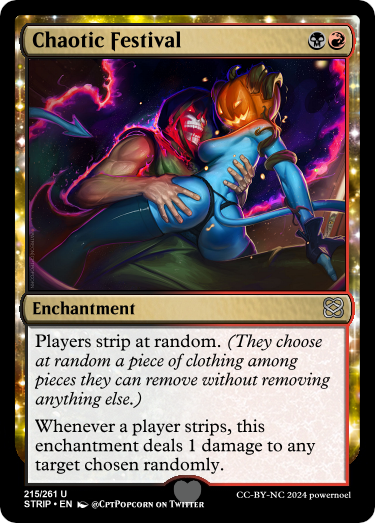 Chaotic Festival
Enchantment
Players strip at random. (They choose
at random a piece of clothing among
pieces they can remove without removing
anything else.)
Whenever a player strips, this
enchantment deals 1 damage to any
target chosen randomly.
215/261 U
STRIP • EN @CptPopcorn on Twitter
CC-BY-NC 2024 powernoel